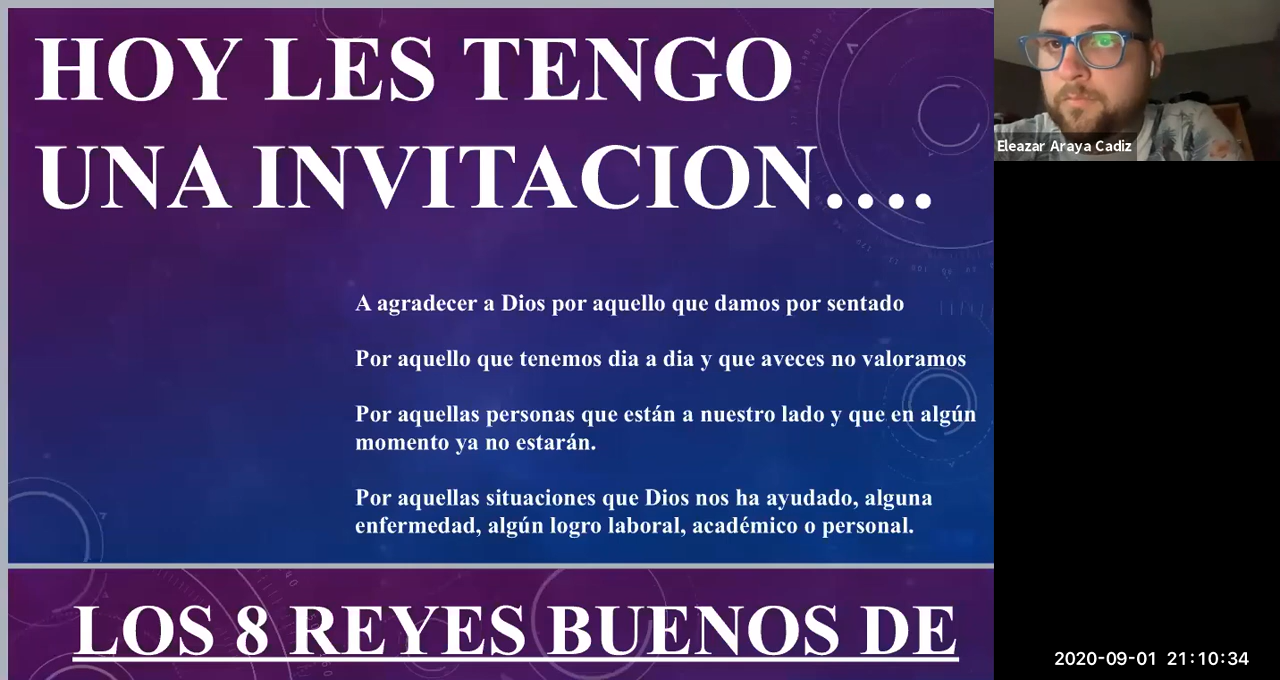 HOY LES TENGO
UNA INVITACION....
A agradecer a Dios por aquello que damos por sentado
Por aquello que tenemos dia a dia y que aveces no valoramos
Por aquellas personas que están a nuestro lado y que en algún
momento ya no estarán.
Por aquellas situaciones que Dios nos ha ayudado, alguna
enfermedad, algún logro laboral, académico o personal.
LOS 8 REYES BUENOS DE
Eleazar Araya Cadiz
2020-09-01 21:10:34